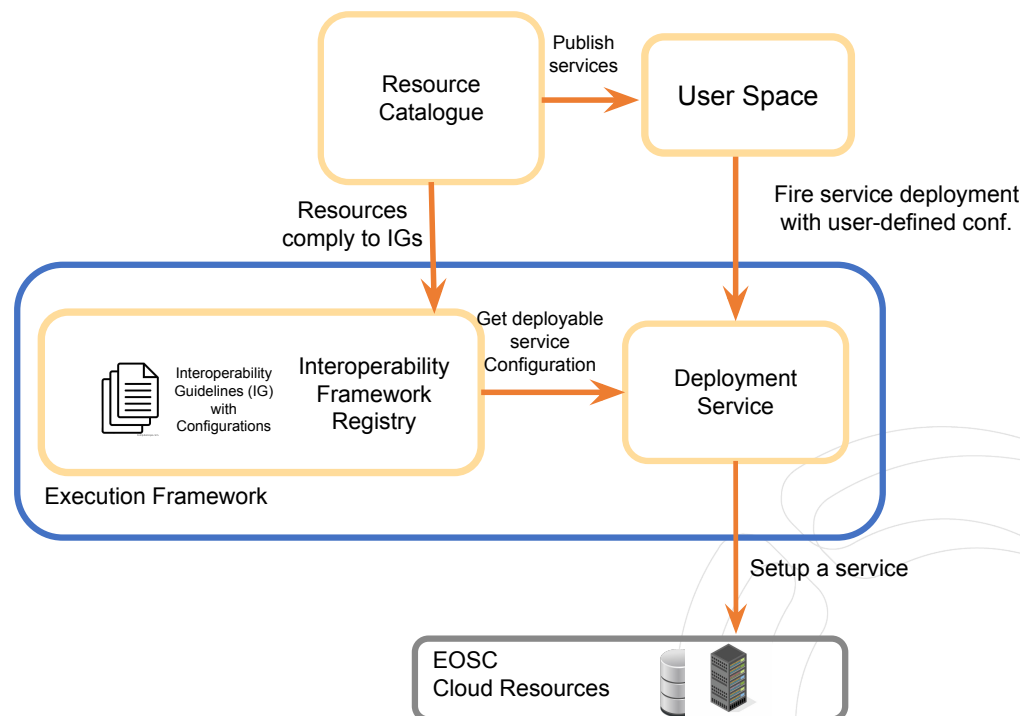 Resource
Catalogue
Publish
services
User Space
Resources
comply to IGs
Fire service deployment
with user-defined conf.
Interoperability
Guidelines (IG)
with
Configurations
Interoperability
Framework
Registry
Get deployable
service
Configuration
Deployment
Service
Execution Framework
Setup a service
EOSC
Cloud Resources